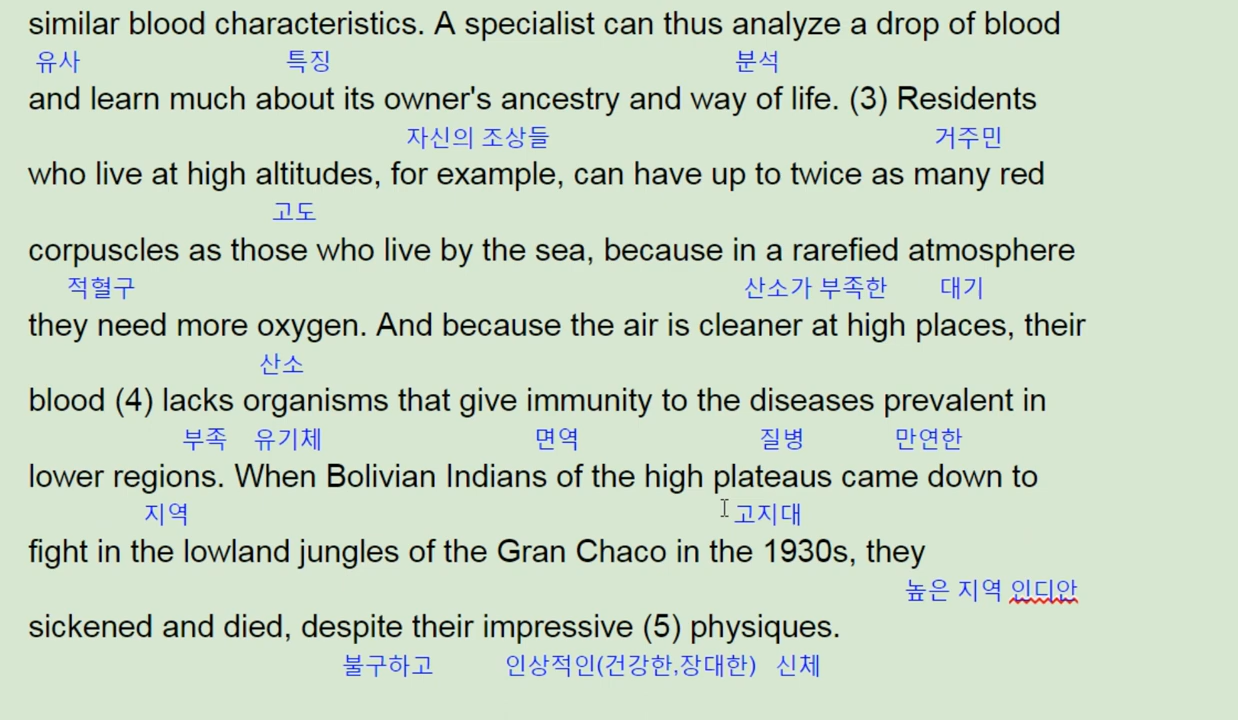 similar blood characteristics. A specialist can thus analyze a drop of blood
유사 특징 분석
and learn much about its owner's ancestry and way of life. (3) Residents
자신의 조상들 거주민
who live at high altitudes, for example, can have up to twice as many red
고도
corpuscles as those who live by the sea, because in a rarefied atmosphere
적혈구 산소가 부족한 대기
they need more oxygen. And because the air is cleaner at high places, their
산소
blood (4) lacks organisms that give immunity to the diseases prevalent in
부족 유기체 면역 질병 만연한
lower regions. When Bolivian Indians of the high plateaus came down to
지역 고지대
fight in the lowland jungles of the Gran Chaco in the 1930s, they
높은 지역 인디안
sickened and died, despite their impressive (5) physiques.
불구하고 인상적인(건강한,장대한) 신체